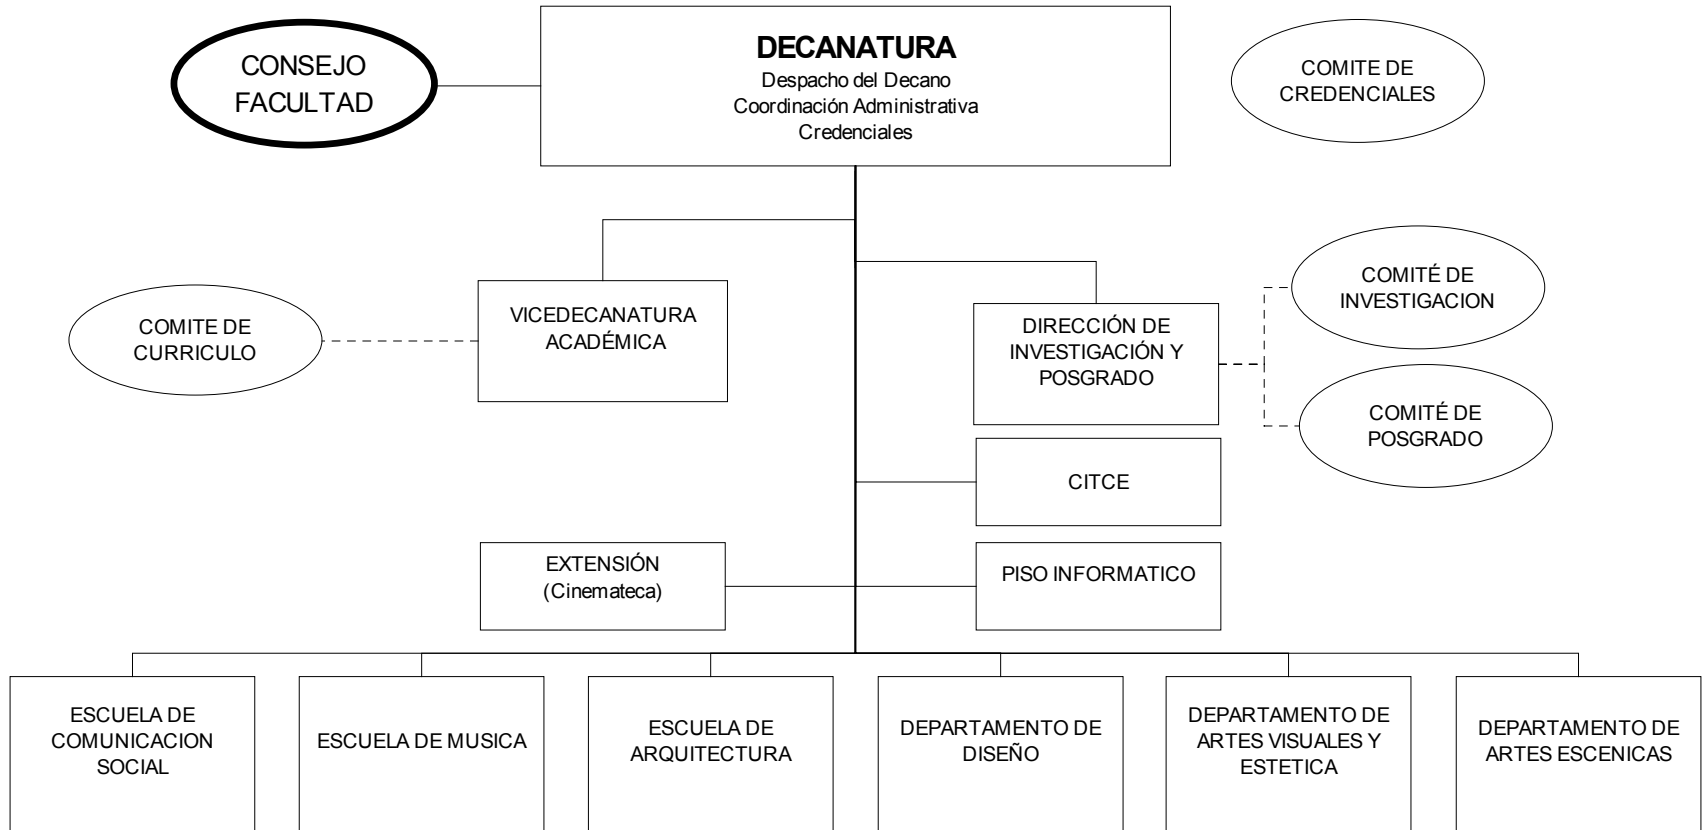 CONSEJO
FACULTAD
DECANATURA
Despacho del Decano
Coordinación Administrativa
Credenciales
COMITE DE
CREDENCIALES
VICEDECANATURA
ACADÉMICA
COMITE DE
CURRICULO
DIRECCIÓN DE
INVESTIGACIÓN Y
POSGRADO
COMITÉ DE
INVESTIGACION
COMITÉ DE
POSGRADO
CITCE
EXTENSIÓN
(Cinemateca)
PISO INFORMATICO
ESCUELA DE
COMUNICACION
SOCIAL
ESCUELA DE MUSICA
ESCUELA DE
ARQUITECTURA
DEPARTAMENTO DE
DISEÑO
DEPARTAMENTO DE
ARTES VISUALES Y
ESTETICA
DEPARTAMENTO DE
ARTES ESCENICAS